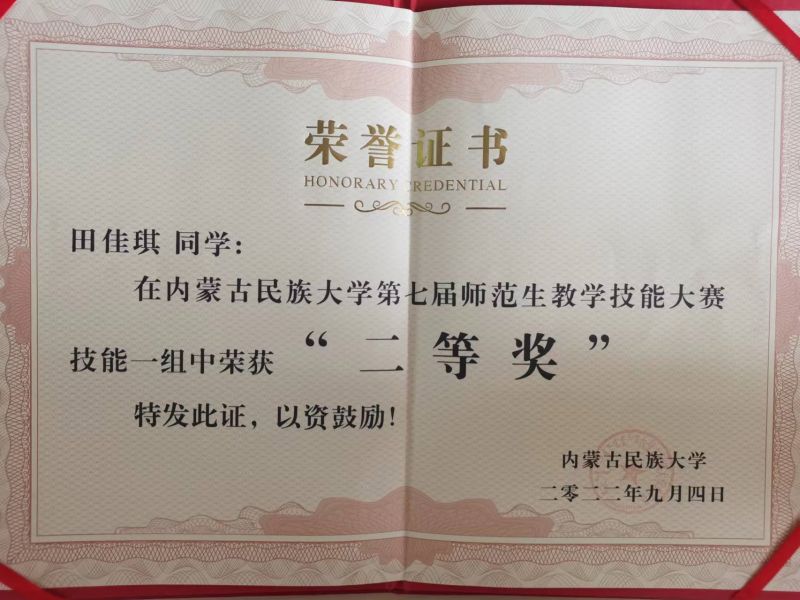 荣誉证书
HONORARY CREDENTIAL
田佳琪 同学：
在内蒙古民族大学第七届师范生教学技能大赛
技能一组中荣获 “二等奖”
特发此证，以资鼓励！
内蒙古民族大学
二零二二年九月四日